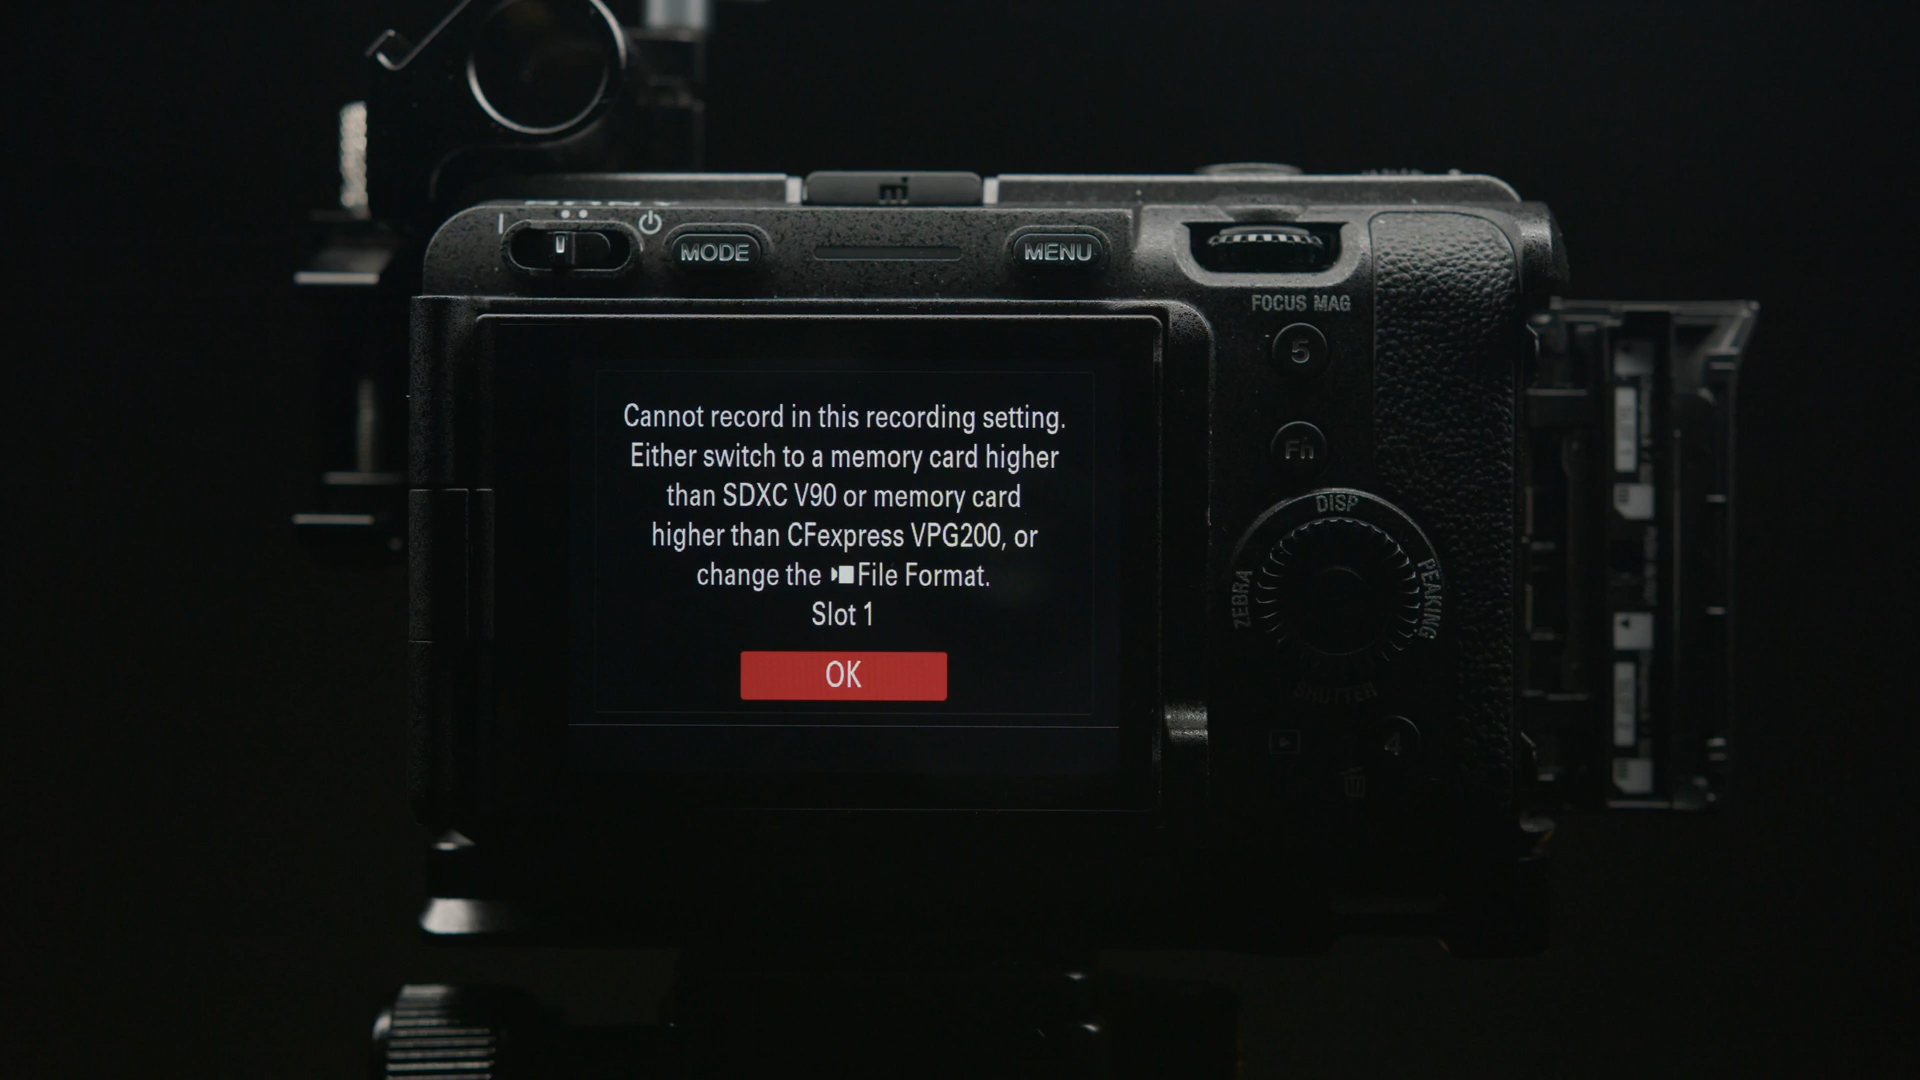 MODE
MENU
FOCUS MAG
5
Cannot record in this recording setting.
Either switch to a memory card higher
than SDXC V90 or memory card
higher than CFexpress VPG200, or
change the File Format.
Slot 1
OK
Fn
DISP
ZEBRA
PEAKING
SHUTTER
4